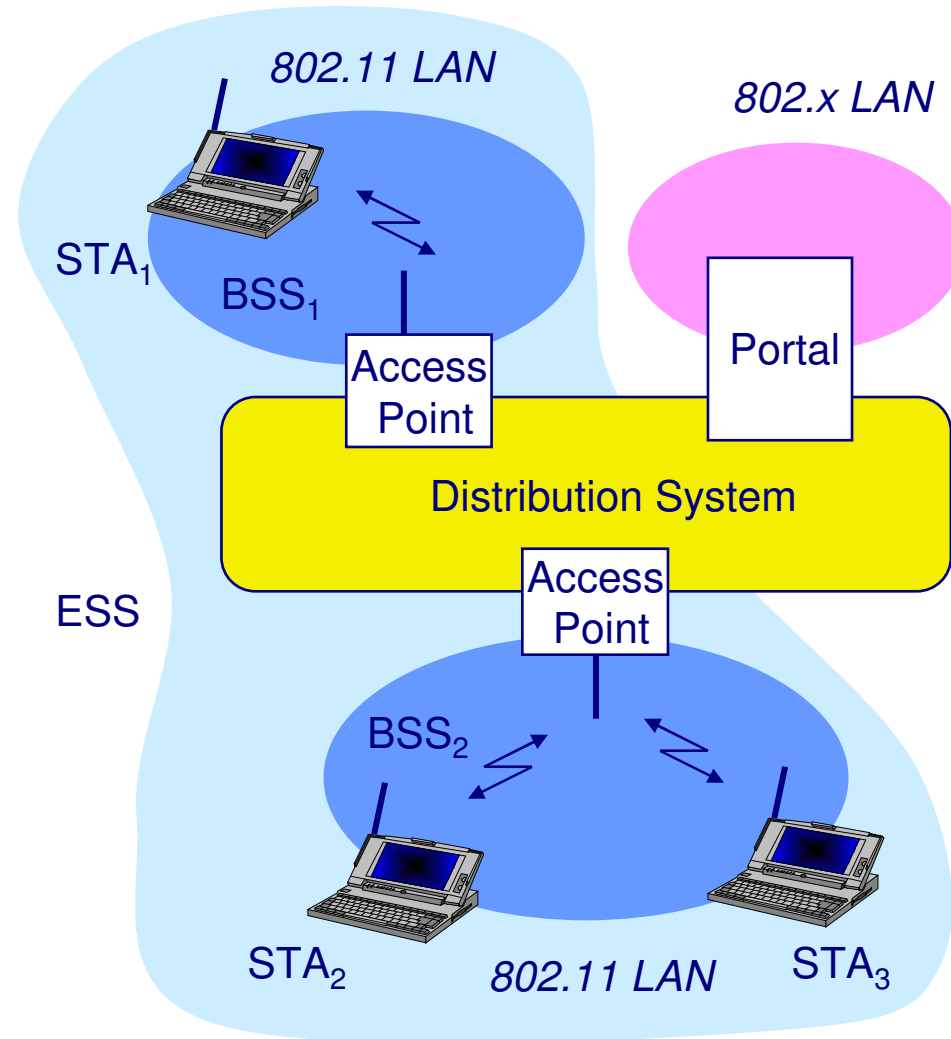 802.11 LAN
802.x LAN
STA₁
BSS₁
Access
Point
Portal
Distribution System
Access
Point
ESS
BSS₂
STA₂
802.11 LAN
STA₃